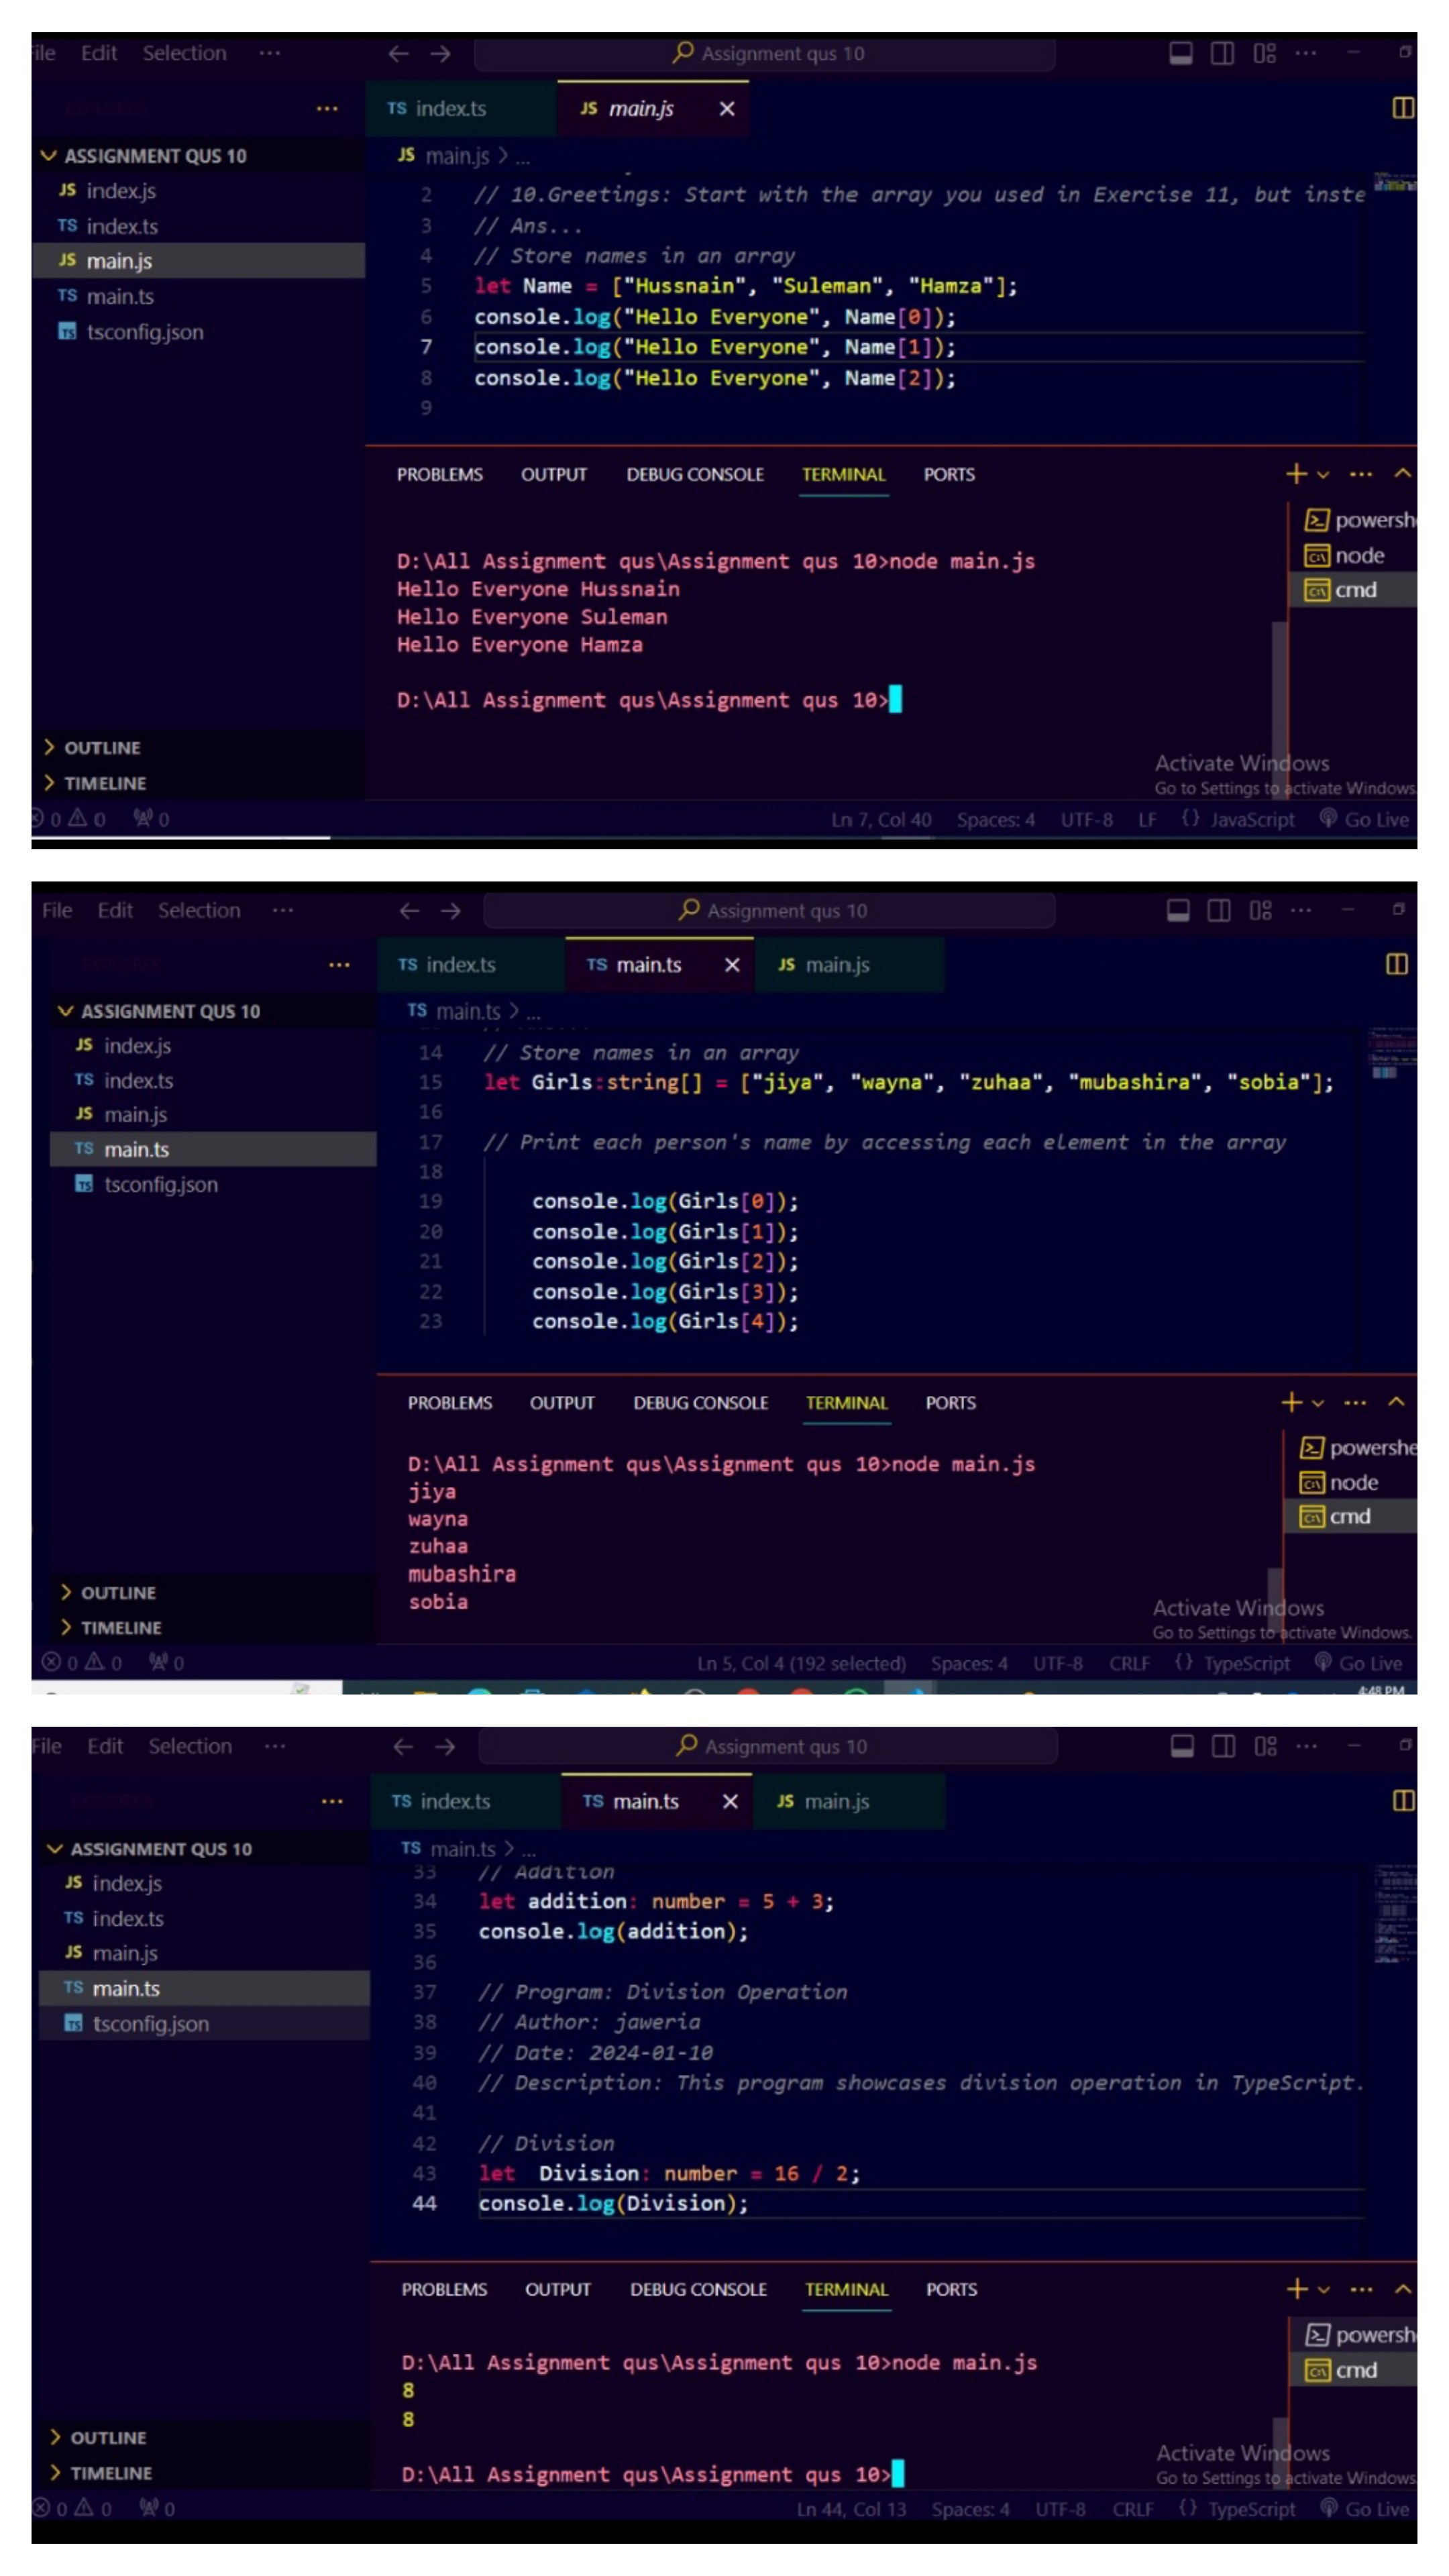 File Edit Selection ··· Assignment qus 10
···
TS index.ts JS main.js
ASSIGNMENT QUS 10
JS index.js
TS index.ts
JS main.js
TS main.ts
TS tsconfig.json
JS main.js > ...
2 // 10.Greetings: Start with the array you used in Exercise 11, but inste
3 // Ans...
4 // Store names in an array
5 let Name = ["Hussnain", "Suleman", "Hamza"];
6 console.log("Hello Everyone", Name[0]);
7 console.log("Hello Everyone", Name[1]);
8 console.log("Hello Everyone", Name[2]);
9
PROBLEMS OUTPUT DEBUG CONSOLE TERMINAL PORTS
powersh
node
cmd
D:\All Assignment qus\Assignment qus 10>node main.js
Hello Everyone Hussnain
Hello Everyone Suleman
Hello Everyone Hamza
D:\All Assignment qus\Assignment qus 10>
OUTLINE
TIMELINE
Activate Windows
Go to Settings to activate Windows.
0 0 0 Ln 7, Col 40 Spaces: 4 UTF-8 LF {} JavaScript Go Live
File Edit Selection ··· Assignment qus 10
EXPLORER ···
TS index.ts TS main.ts JS main.js
ASSIGNMENT QUS 10
JS index.js
TS index.ts
JS main.js
TS main.ts
TS tsconfig.json
TS main.ts > ...
14 // Store names in an array
15 let Girls:string[] = ["jiya", "wayna", "zuhaa", "mubashira", "sobia"];
16
17 // Print each person's name by accessing each element in the array
18
19 console.log(Girls[0]);
20 console.log(Girls[1]);
21 console.log(Girls[2]);
22 console.log(Girls[3]);
23 console.log(Girls[4]);
PROBLEMS OUTPUT DEBUG CONSOLE TERMINAL PORTS
powershe
node
cmd
D:\All Assignment qus\Assignment qus 10>node main.js
jiya
wayna
zuhaa
mubashira
sobia
OUTLINE
TIMELINE
Activate Windows
Go to Settings to activate Windows.
0 0 0 Ln 5, Col 4 (192 selected) Spaces: 4 UTF-8 CRLF {} TypeScript Go Live
4:48 PM
File Edit Selection ··· Assignment qus 10
EXPLORER ···
TS index.ts TS main.ts JS main.js
ASSIGNMENT QUS 10
JS index.js
TS index.ts
JS main.js
TS main.ts
TS tsconfig.json
TS main.ts > ...
33 // Addition
34 let addition: number = 5 + 3;
35 console.log(addition);
36
37 // Program: Division Operation
38 // Author: jaweria
39 // Date: 2024-01-10
40 // Description: This program showcases division operation in TypeScript.
41
42 // Division
43 let  Division: number = 16 / 2;
44 console.log(Division);
PROBLEMS OUTPUT DEBUG CONSOLE TERMINAL PORTS
powersh
cmd
D:\All Assignment qus\Assignment qus 10>node main.js
8
8
D:\All Assignment qus\Assignment qus 10>
OUTLINE
TIMELINE
Activate Windows
Go to Settings to activate Windows.
0 0 0 Ln 44, Col 13 Spaces: 4 UTF-8 CRLF {} TypeScript Go Live